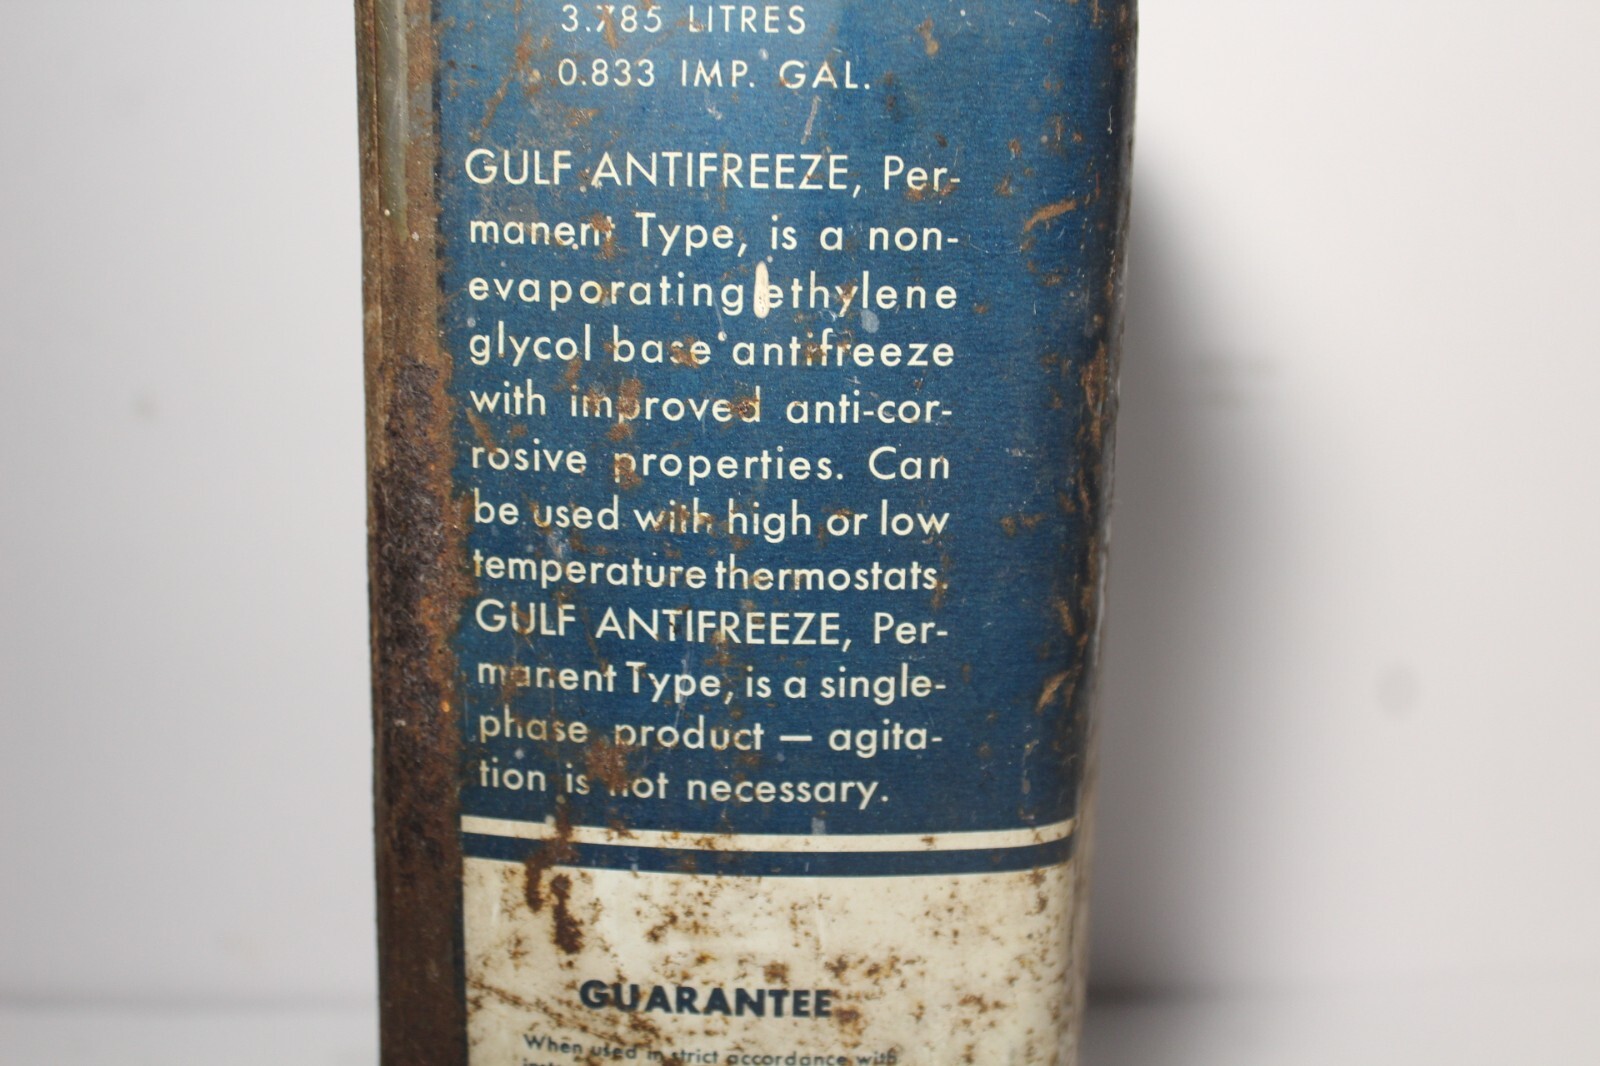 3.785 LITRES
0.833 IMP. GAL.
GULF ANTIFREEZE, Per-
manent Type, is a non-
evaporating ethylene
glycol base antifreeze
with improved anti-cor-
rosive properties. Can
be used with high or low
temperature thermostats.
GULF ANTIFREEZE, Per-
manent Type, is a single-
phase product — agita-
tion is not necessary.
GUARANTEE
When used in strict accordance with